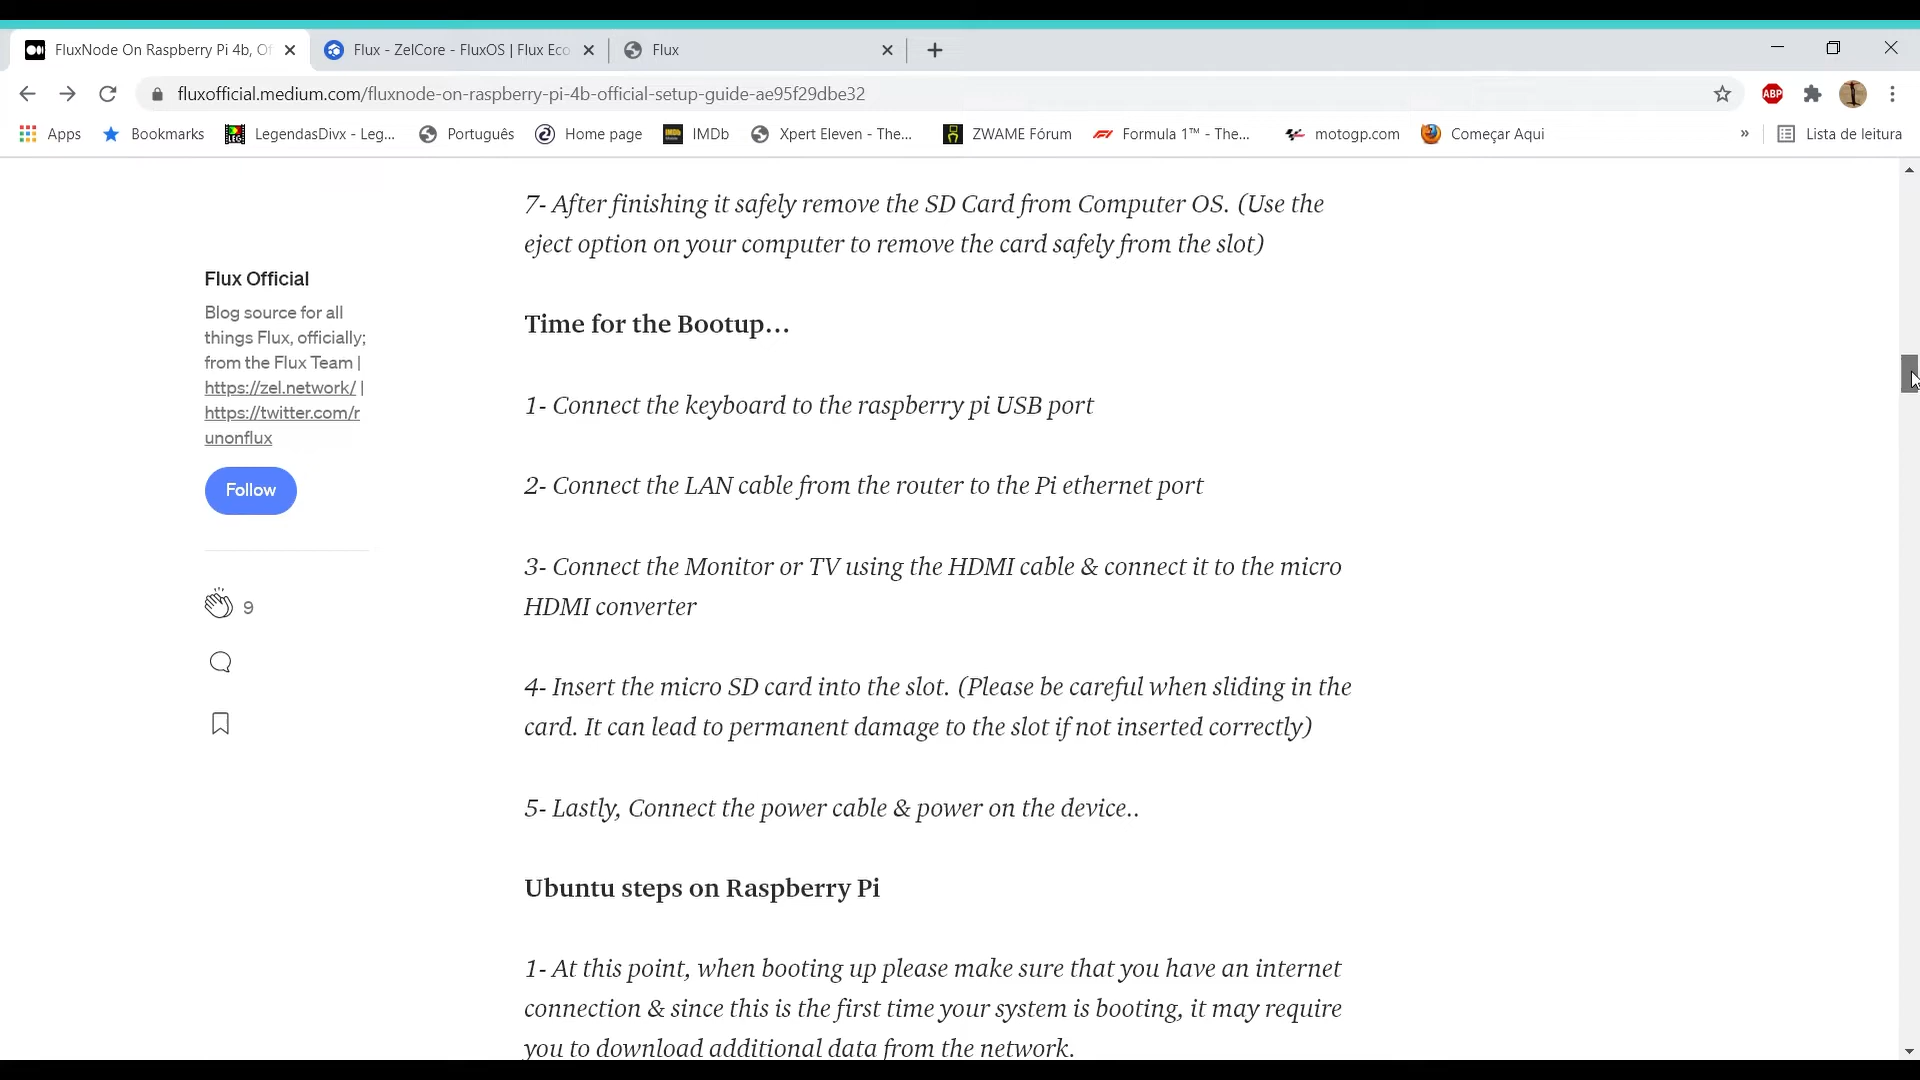 FluxNode On Raspberry Pi 4b, Of
Flux - ZelCore - FluxOS | Flux Eco
Flux
fluxofficial.medium.com/fluxnode-on-raspberry-pi-4b-official-setup-guide-ae95f29dbe32
ABP
Apps
Bookmarks
LegendasDivx - Leg...
Português
Home page
IMDb
Xpert Eleven - The...
ZWAME Fórum
Formula 1™ - The...
motogp.com
Começar Aqui
»
Lista de leitura
7- After finishing it safely remove the SD Card from Computer OS. (Use the
eject option on your computer to remove the card safely from the slot)
Flux Official
Blog source for all
things Flux, officially;
from the Flux Team |
https://zel.network/ |
https://twitter.com/r
unonflux
Follow
9
Time for the Bootup…
1- Connect the keyboard to the raspberry pi USB port
2- Connect the LAN cable from the router to the Pi ethernet port
3- Connect the Monitor or TV using the HDMI cable & connect it to the micro
HDMI converter
4- Insert the micro SD card into the slot. (Please be careful when sliding in the
card. It can lead to permanent damage to the slot if not inserted correctly)
5- Lastly, Connect the power cable & power on the device..
Ubuntu steps on Raspberry Pi
1- At this point, when booting up please make sure that you have an internet
connection & since this is the first time your system is booting, it may require
you to download additional data from the network.